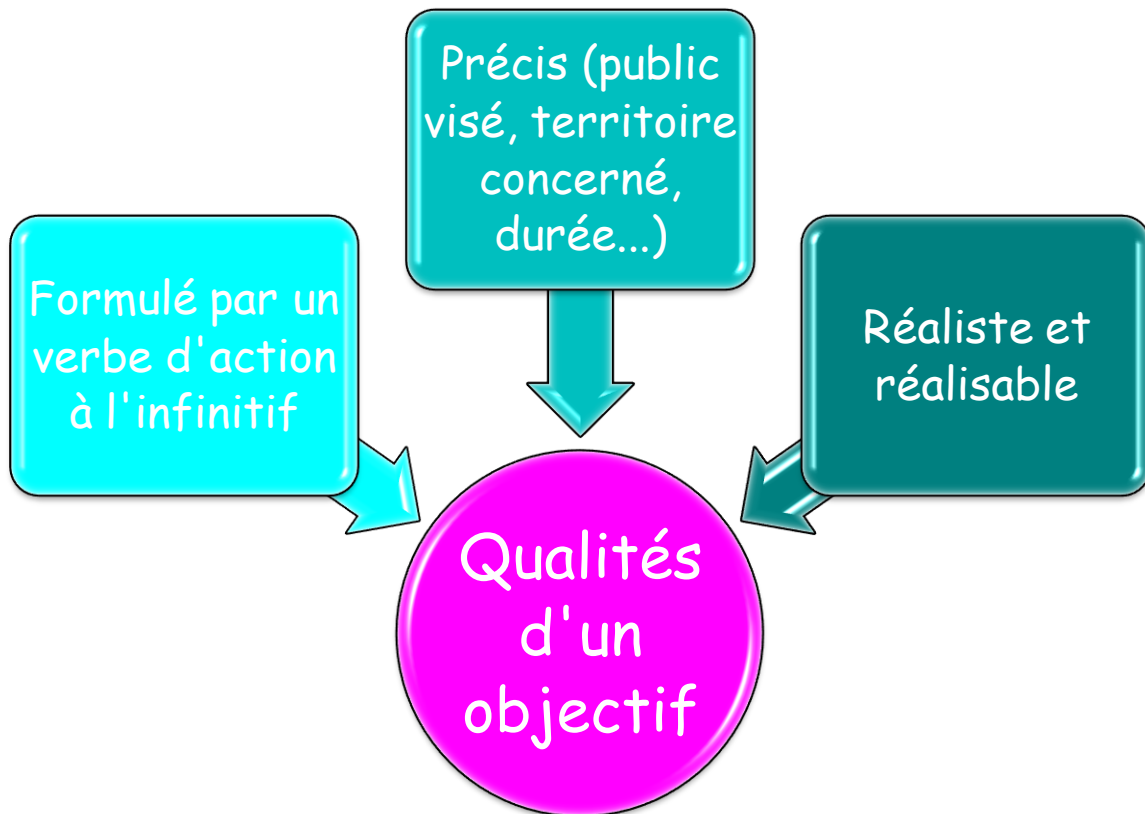 Précis (public
visé, territoire
concerné,
durée...)
Formulé par un
verbe d'action
à l'infinitif
Réaliste et
réalisable
Qualités
d'un
objectif